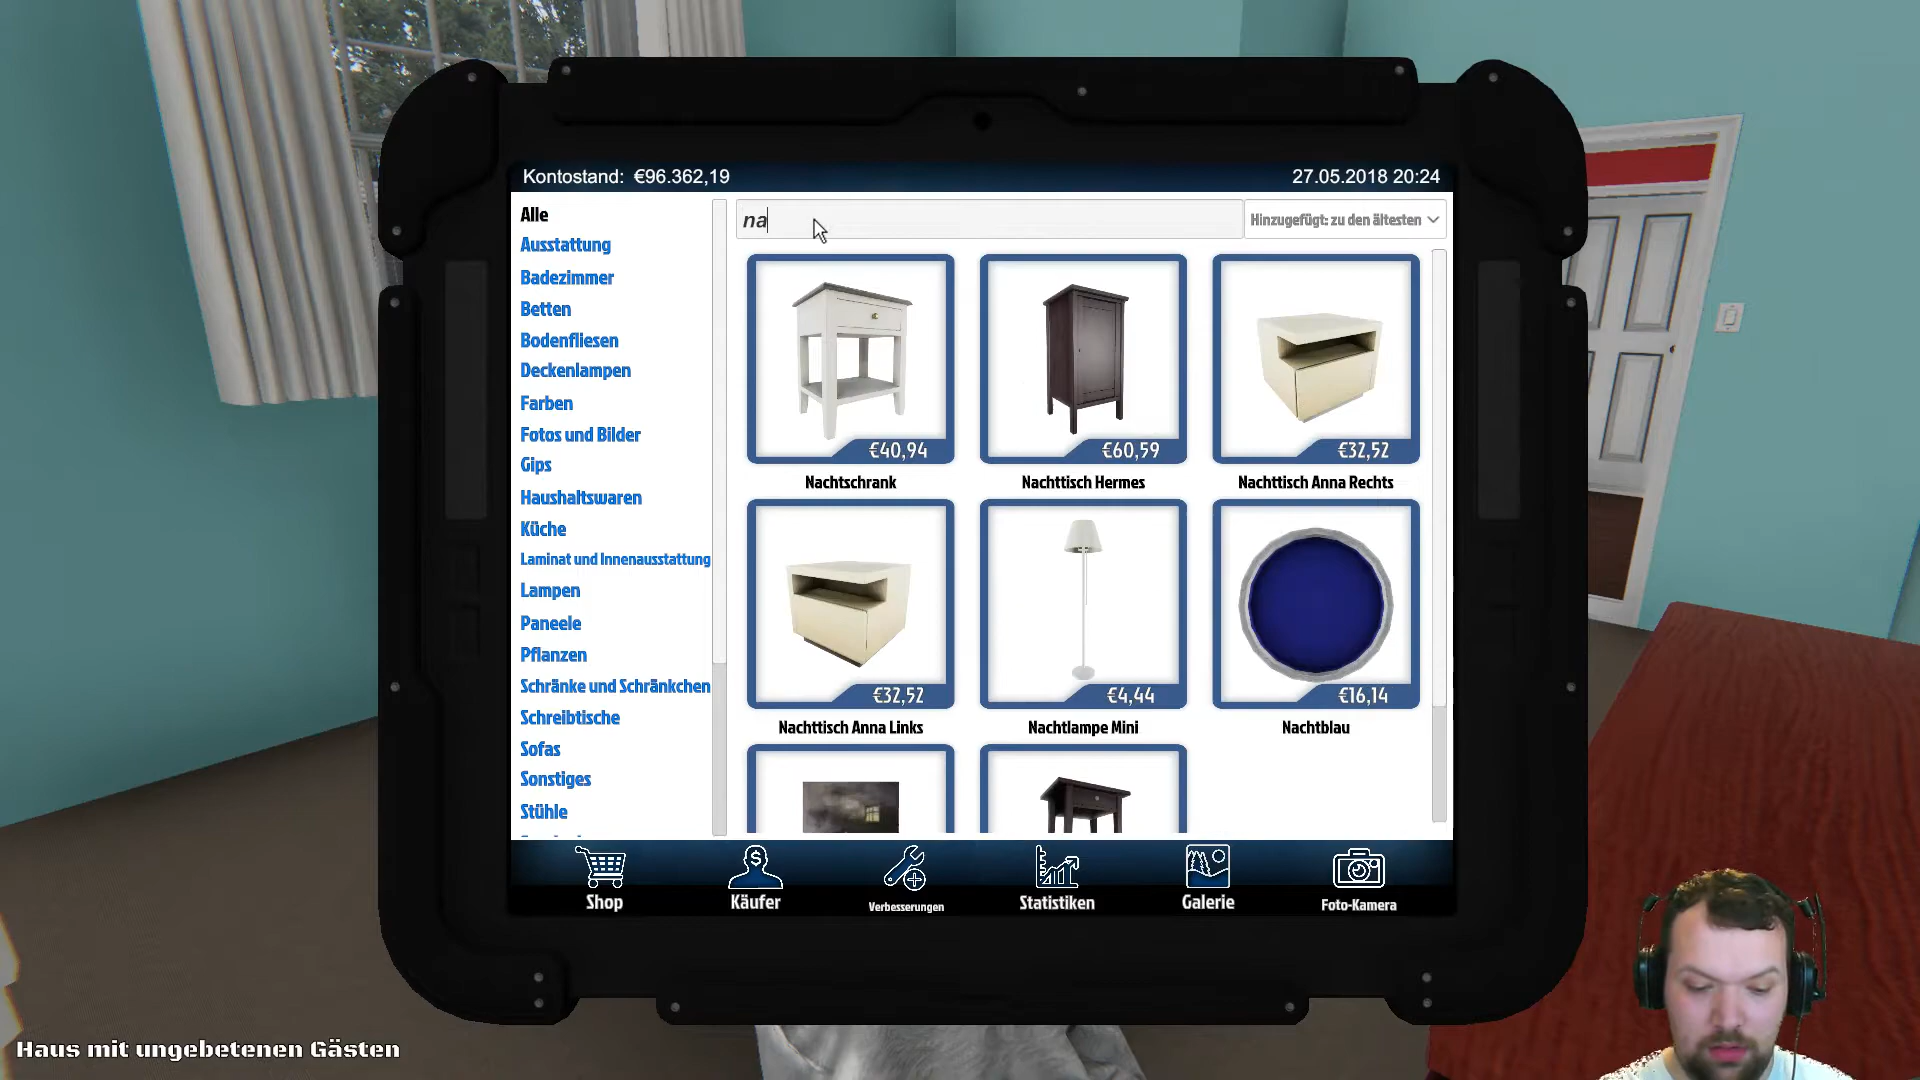 Kontostand: €96.362,19
27.05.2018 20:24
Alle
Ausstattung
Badezimmer
Betten
Bodenfliesen
Deckenlampen
Farben
Fotos und Bilder
Gips
Haushaltswaren
Küche
Laminat und Innenausstattung
Lampen
Paneele
Pflanzen
Schränke und Schränkchen
Schreibtische
Sofas
Sonstiges
Stühle
na
Hinzugefügt: zu den ältesten
€40,94
€60,59
€32,52
Nachtschrank
Nachttisch Hermes
Nachttisch Anna Rechts
€32,52
€4,44
€16,14
Nachttisch Anna Links
Nachtlampe Mini
Nachtblau
Shop
Käufer
Verbesserungen
Statistiken
Galerie
Foto-Kamera
Haus mit ungebetenen Gästen